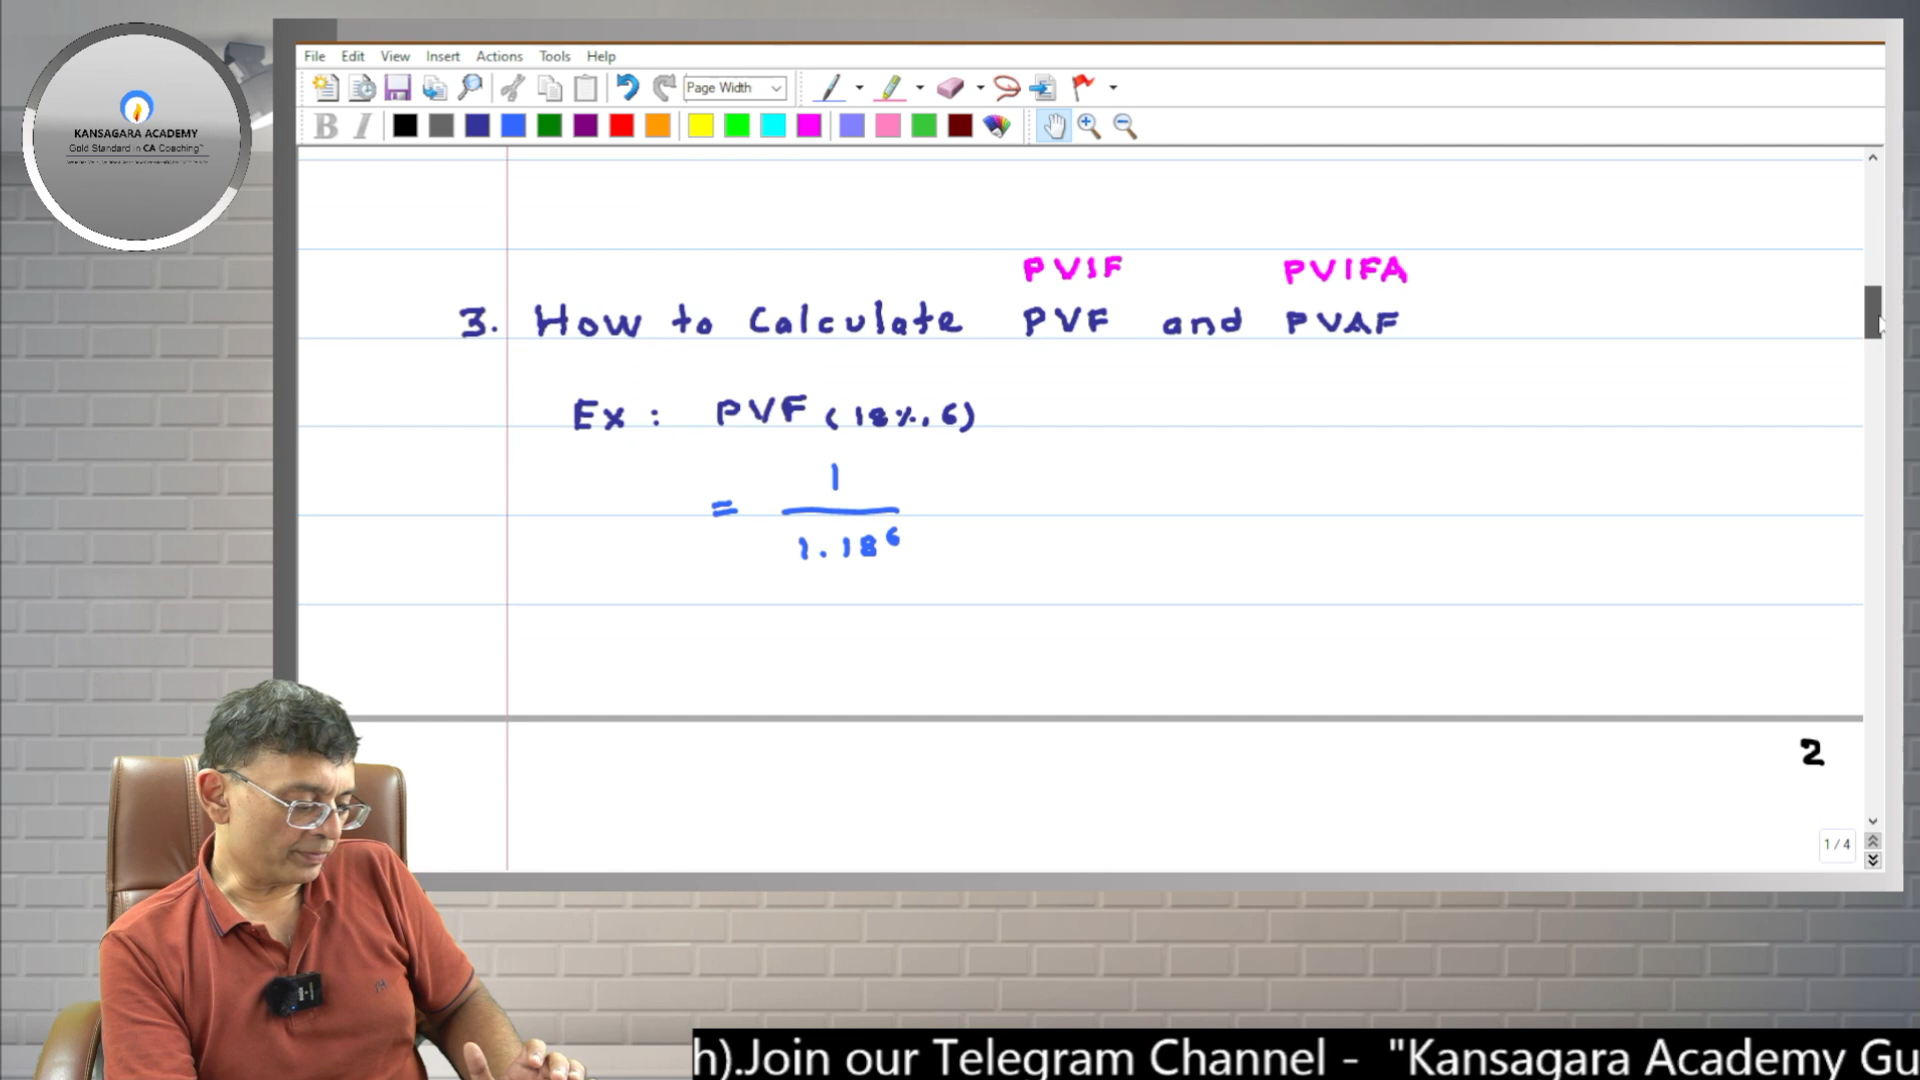 KANSAGARA ACADEMY
Gold Standard in CA Coaching™
File Edit View Insert Actions Tools Help
Page Width
B I
PVIF PVIFA
3. How to Calculate PVF and PVAF
Ex : PVF (18%, 6)
= 1
1.18⁶
2
1 / 4
h).Join our Telegram Channel - "Kansagara Academy Gu